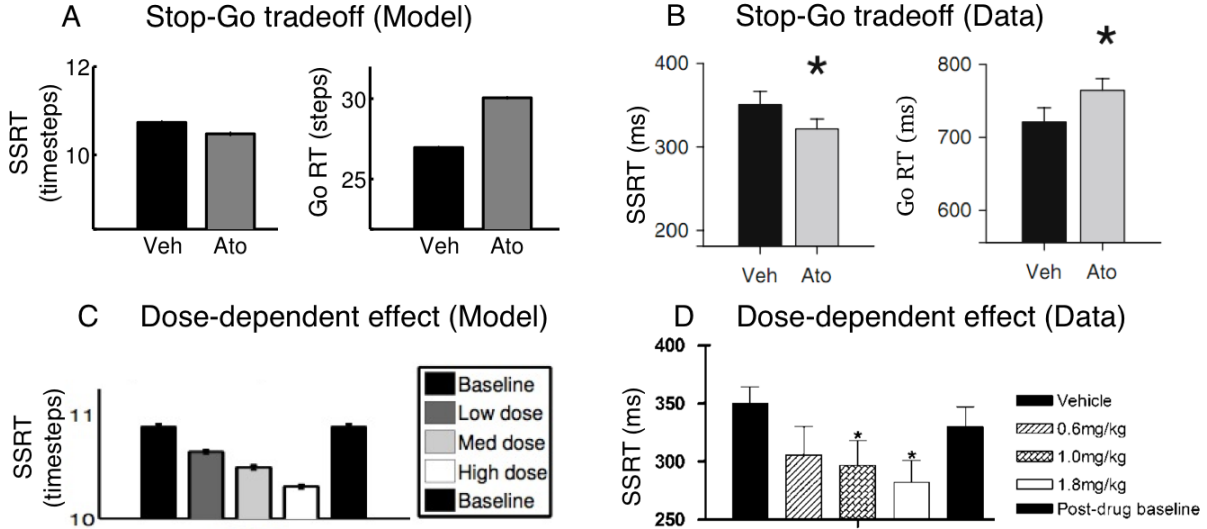 A Stop-Go tradeoff (Model)
SSRT
(timesteps)
12
10
Veh Ato
Go RT (steps)
30
25
Veh Ato
B Stop-Go tradeoff (Data)
SSRT (ms)
400
300
200
*
Veh Ato
Go RT (ms)
800
700
600
*
Veh Ato
C Dose-dependent effect (Model)
SSRT
(timesteps)
11
10
Baseline
Low dose
Med dose
High dose
Baseline
D Dose-dependent effect (Data)
SSRT (ms)
400
350
300
250
* *
Vehicle
0.6mg/kg
1.0mg/kg
1.8mg/kg
Post-drug baseline